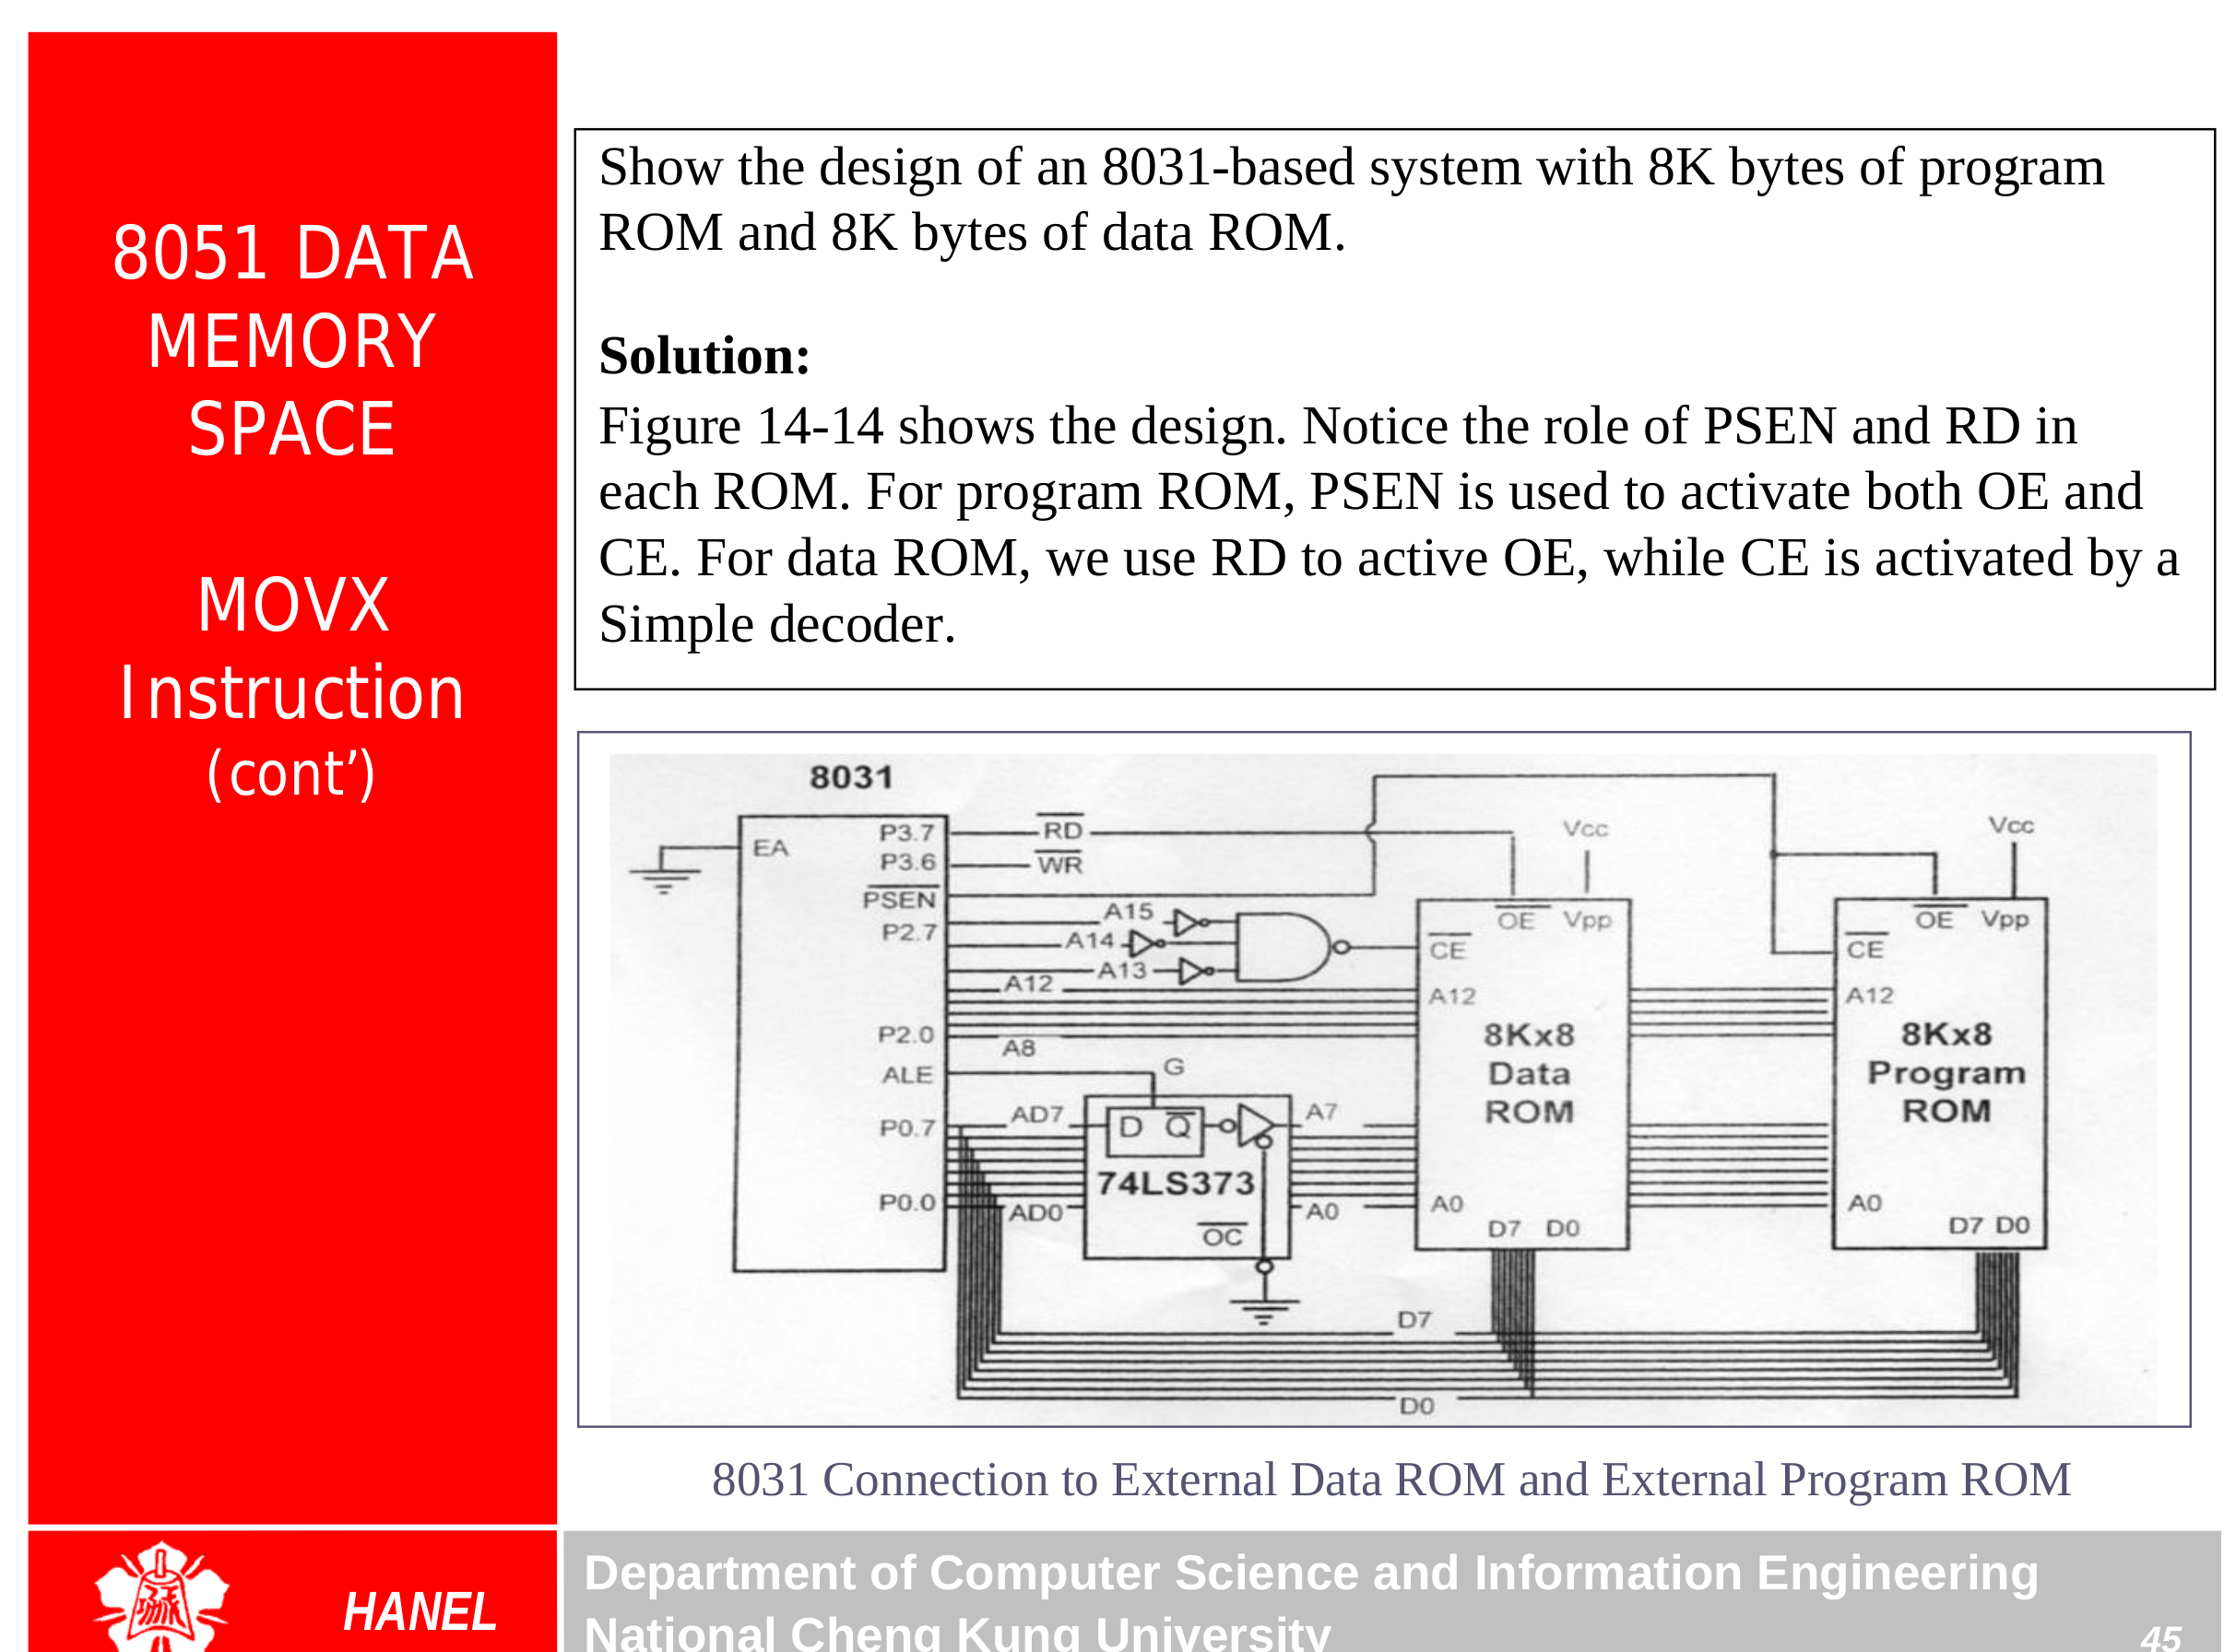 8051 DATA
MEMORY
SPACE
MOVX
Instruction
(cont’)
Show the design of an 8031-based system with 8K bytes of program
ROM and 8K bytes of data ROM.
Solution:
Figure 14-14 shows the design. Notice the role of PSEN and RD in
each ROM. For program ROM, PSEN is used to activate both OE and
CE. For data ROM, we use RD to active OE, while CE is activated by a
Simple decoder.
8031
EA
P3.7
P3.6
PSEN
P2.7
P2.0
ALE
P0.7
P0.0
RD
WR
A15
A14
A13
A12
A8
G
AD7
AD0
D Q
74LS373
OC
A7
A0
Vcc
OE Vpp
CE
A12
8Kx8
Data
ROM
A0
D7 D0
Vcc
OE Vpp
CE
A12
8Kx8
Program
ROM
A0
D7 D0
D7
D0
8031 Connection to External Data ROM and External Program ROM
HANEL
Department of Computer Science and Information Engineering
National Cheng Kung University
45